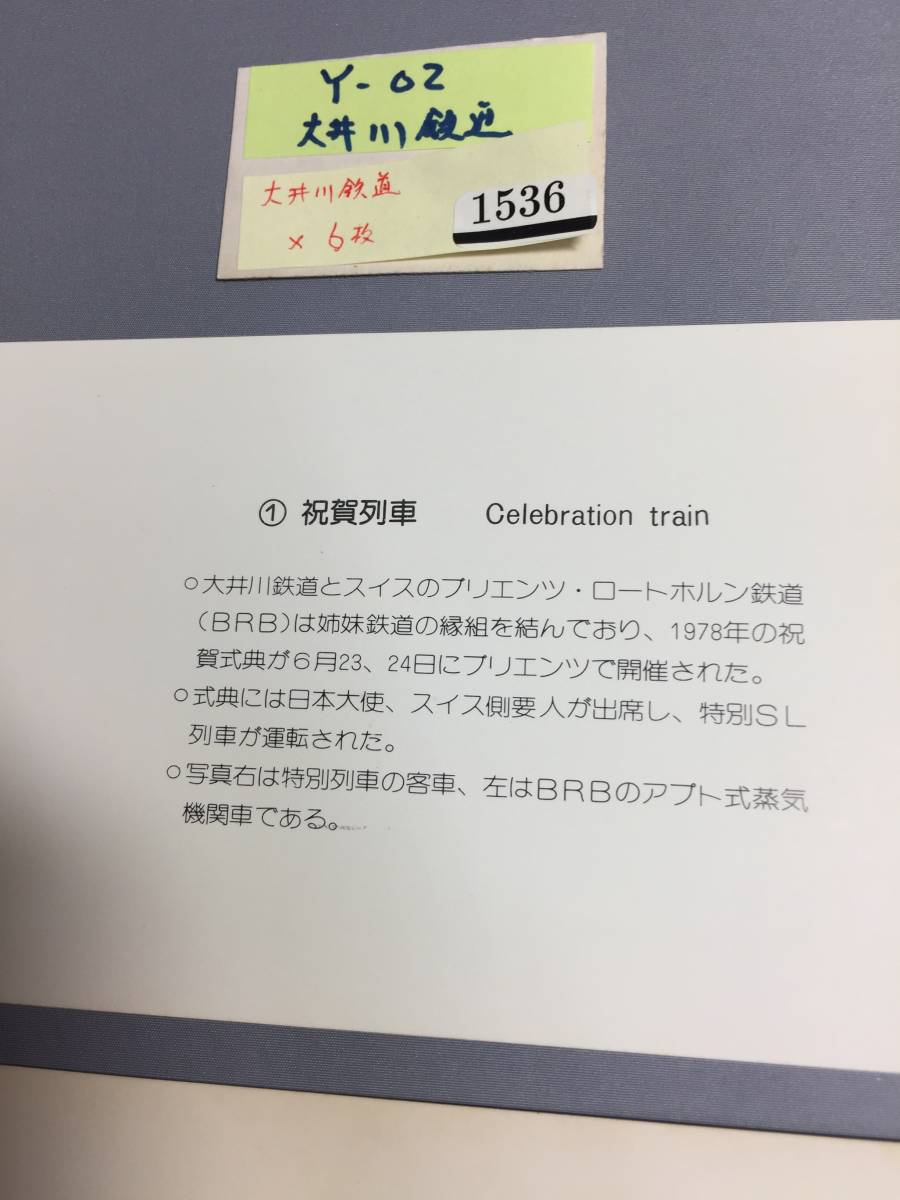 Y-02
大井川鉄道
大井川鉄道
× 6枚
1536
① 祝賀列車 Celebration train
○大井川鉄道とスイスのブリエンツ・ロートホルン鉄道
(BRB)は姉妹鉄道の縁組を結んでおり、1978年の祝
賀式典が6月23、24日にブリエンツで開催された。
○式典には日本大使、スイス側要人が出席し、特別SL
列車が運転された。
○写真右は特別列車の客車、左はBRBのアプト式蒸気
機関車である。